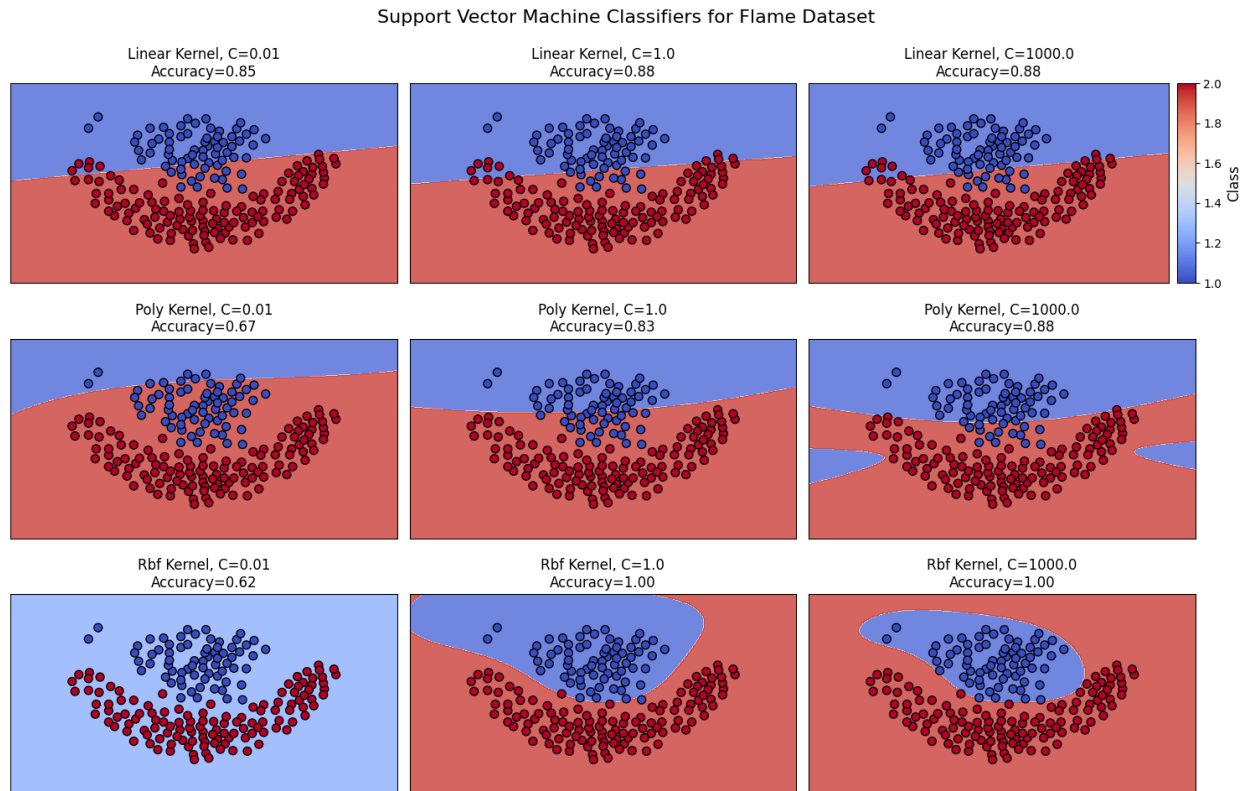 Support Vector Machine Classifiers for Flame Dataset
Linear Kernel, C=0.01
Accuracy=0.85
Linear Kernel, C=1.0
Accuracy=0.88
Linear Kernel, C=1000.0
Accuracy=0.88
2.0
1.8
1.6
1.4
1.2
1.0
Class
Poly Kernel, C=0.01
Accuracy=0.67
Poly Kernel, C=1.0
Accuracy=0.83
Poly Kernel, C=1000.0
Accuracy=0.88
Rbf Kernel, C=0.01
Accuracy=0.62
Rbf Kernel, C=1.0
Accuracy=1.00
Rbf Kernel, C=1000.0
Accuracy=1.00